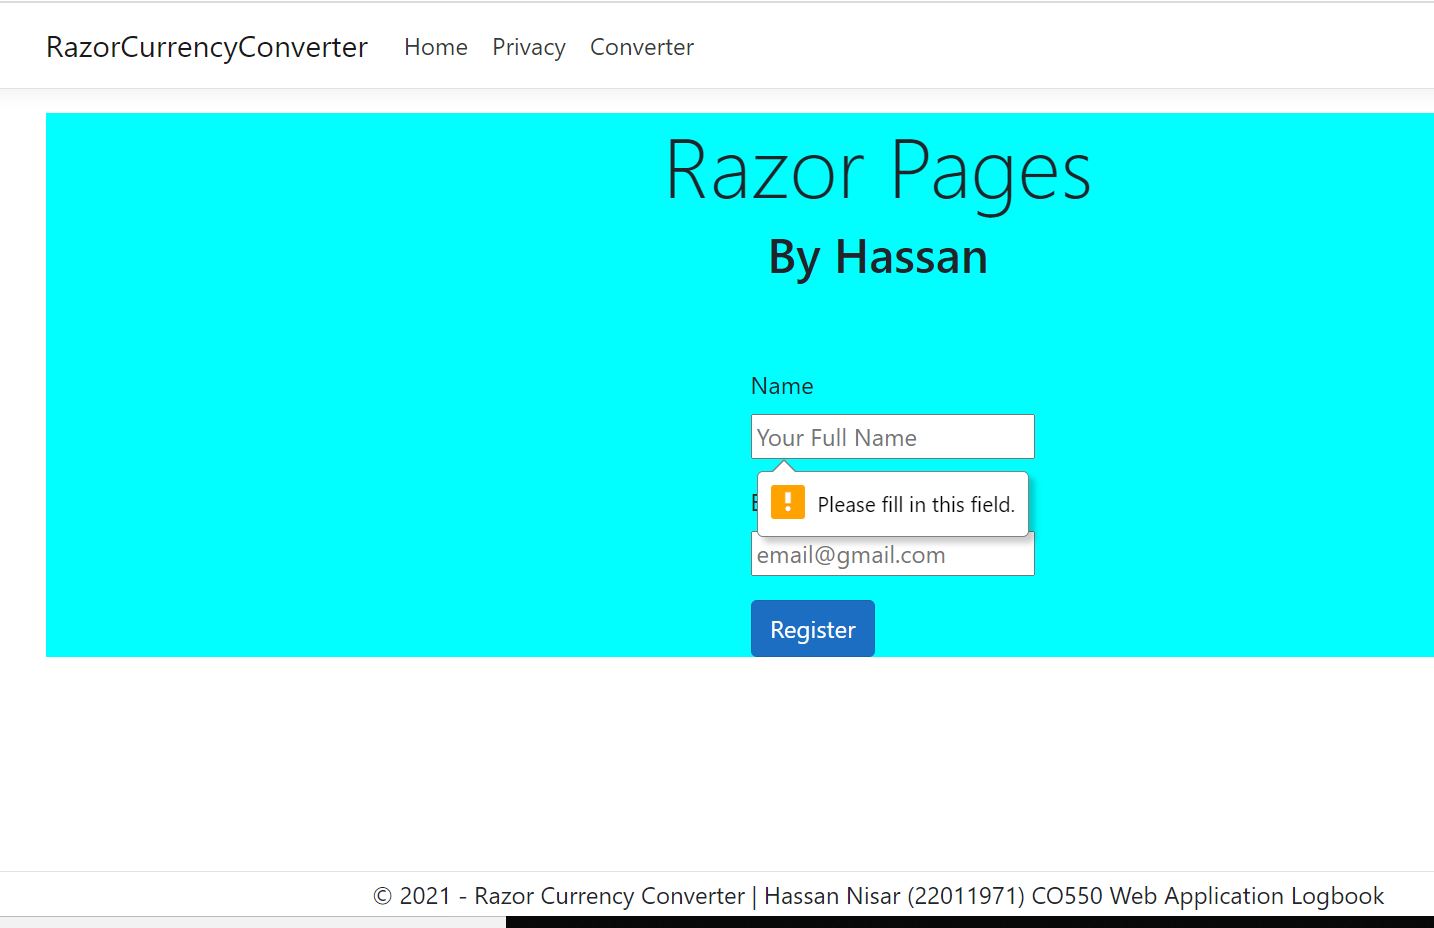 RazorCurrencyConverter Home Privacy Converter
Razor Pages
By Hassan
Name
Your Full Name
Please fill in this field.
email@gmail.com
Register
© 2021 - Razor Currency Converter | Hassan Nisar (22011971) CO550 Web Application Logbook